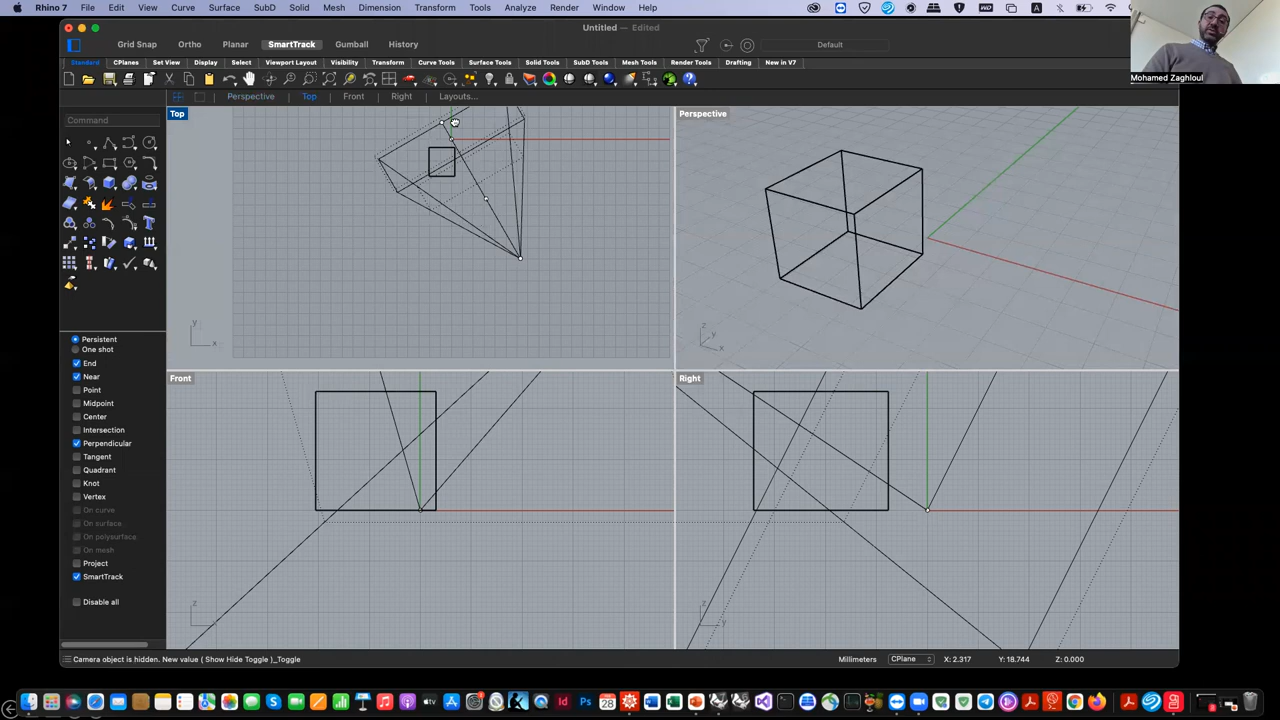 Rhino 7 File Edit View Curve Surface SubD Solid Mesh Dimension Transform Tools Analyze Render Window Help
Untitled — Edited
Grid Snap Ortho Planar SmartTrack Gumball History Default
Standard CPlanes Set View Display Select Viewport Layout Visibility Transform Curve Tools Surface Tools Solid Tools SubD Tools Mesh Tools Render Tools Drafting New in V7
Mohamed Zaghloul
Perspective Top Front Right Layouts...
Command
Top
y
x
Perspective
z
y
x
Persistent
One shot
End
Near
Point
Midpoint
Center
Intersection
Perpendicular
Tangent
Quadrant
Knot
Vertex
On curve
On surface
On polysurface
On mesh
Project
SmartTrack
Disable all
Front
z
x
Right
z
y
Camera object is hidden. New value ( Show Hide Toggle )_Toggle
Millimeters CPlane X: 2.317 Y: 18.744 Z: 0.000